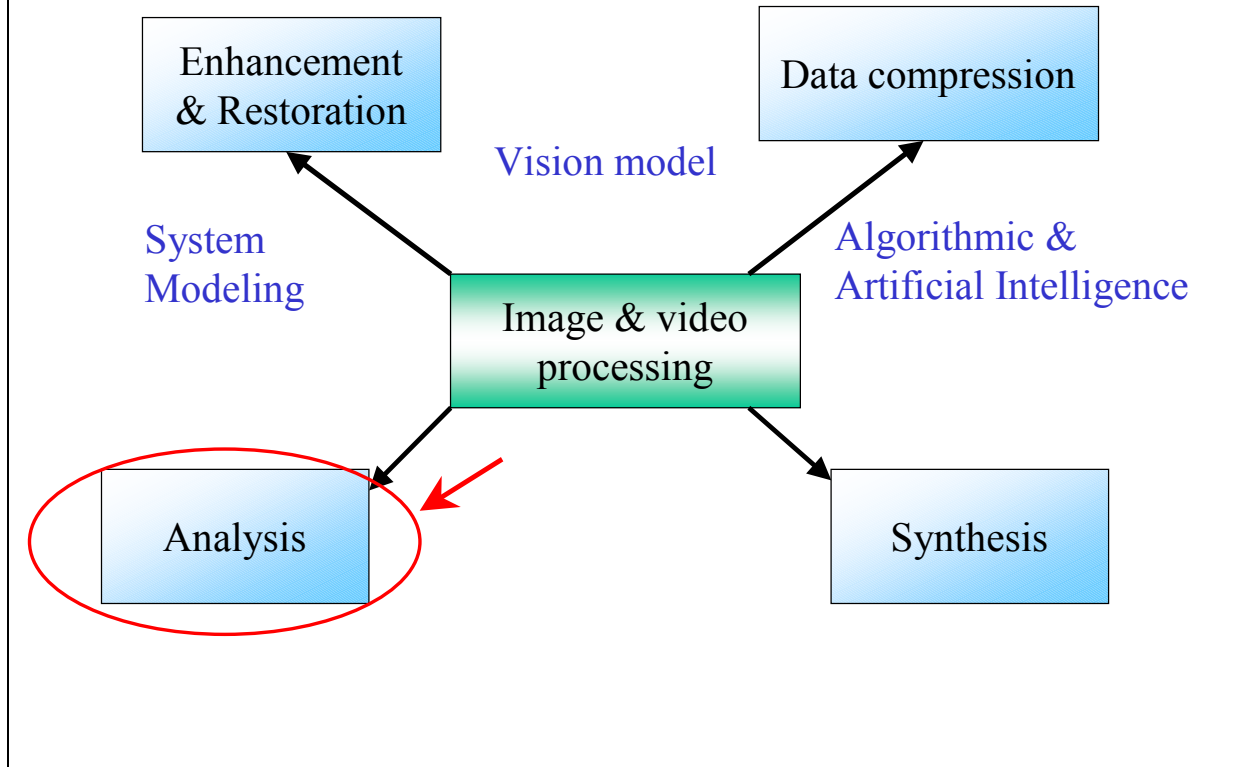 Enhancement
& Restoration
Data compression
Vision model
System
Modeling
Algorithmic &
Artificial Intelligence
Image & video
processing
Analysis
Synthesis